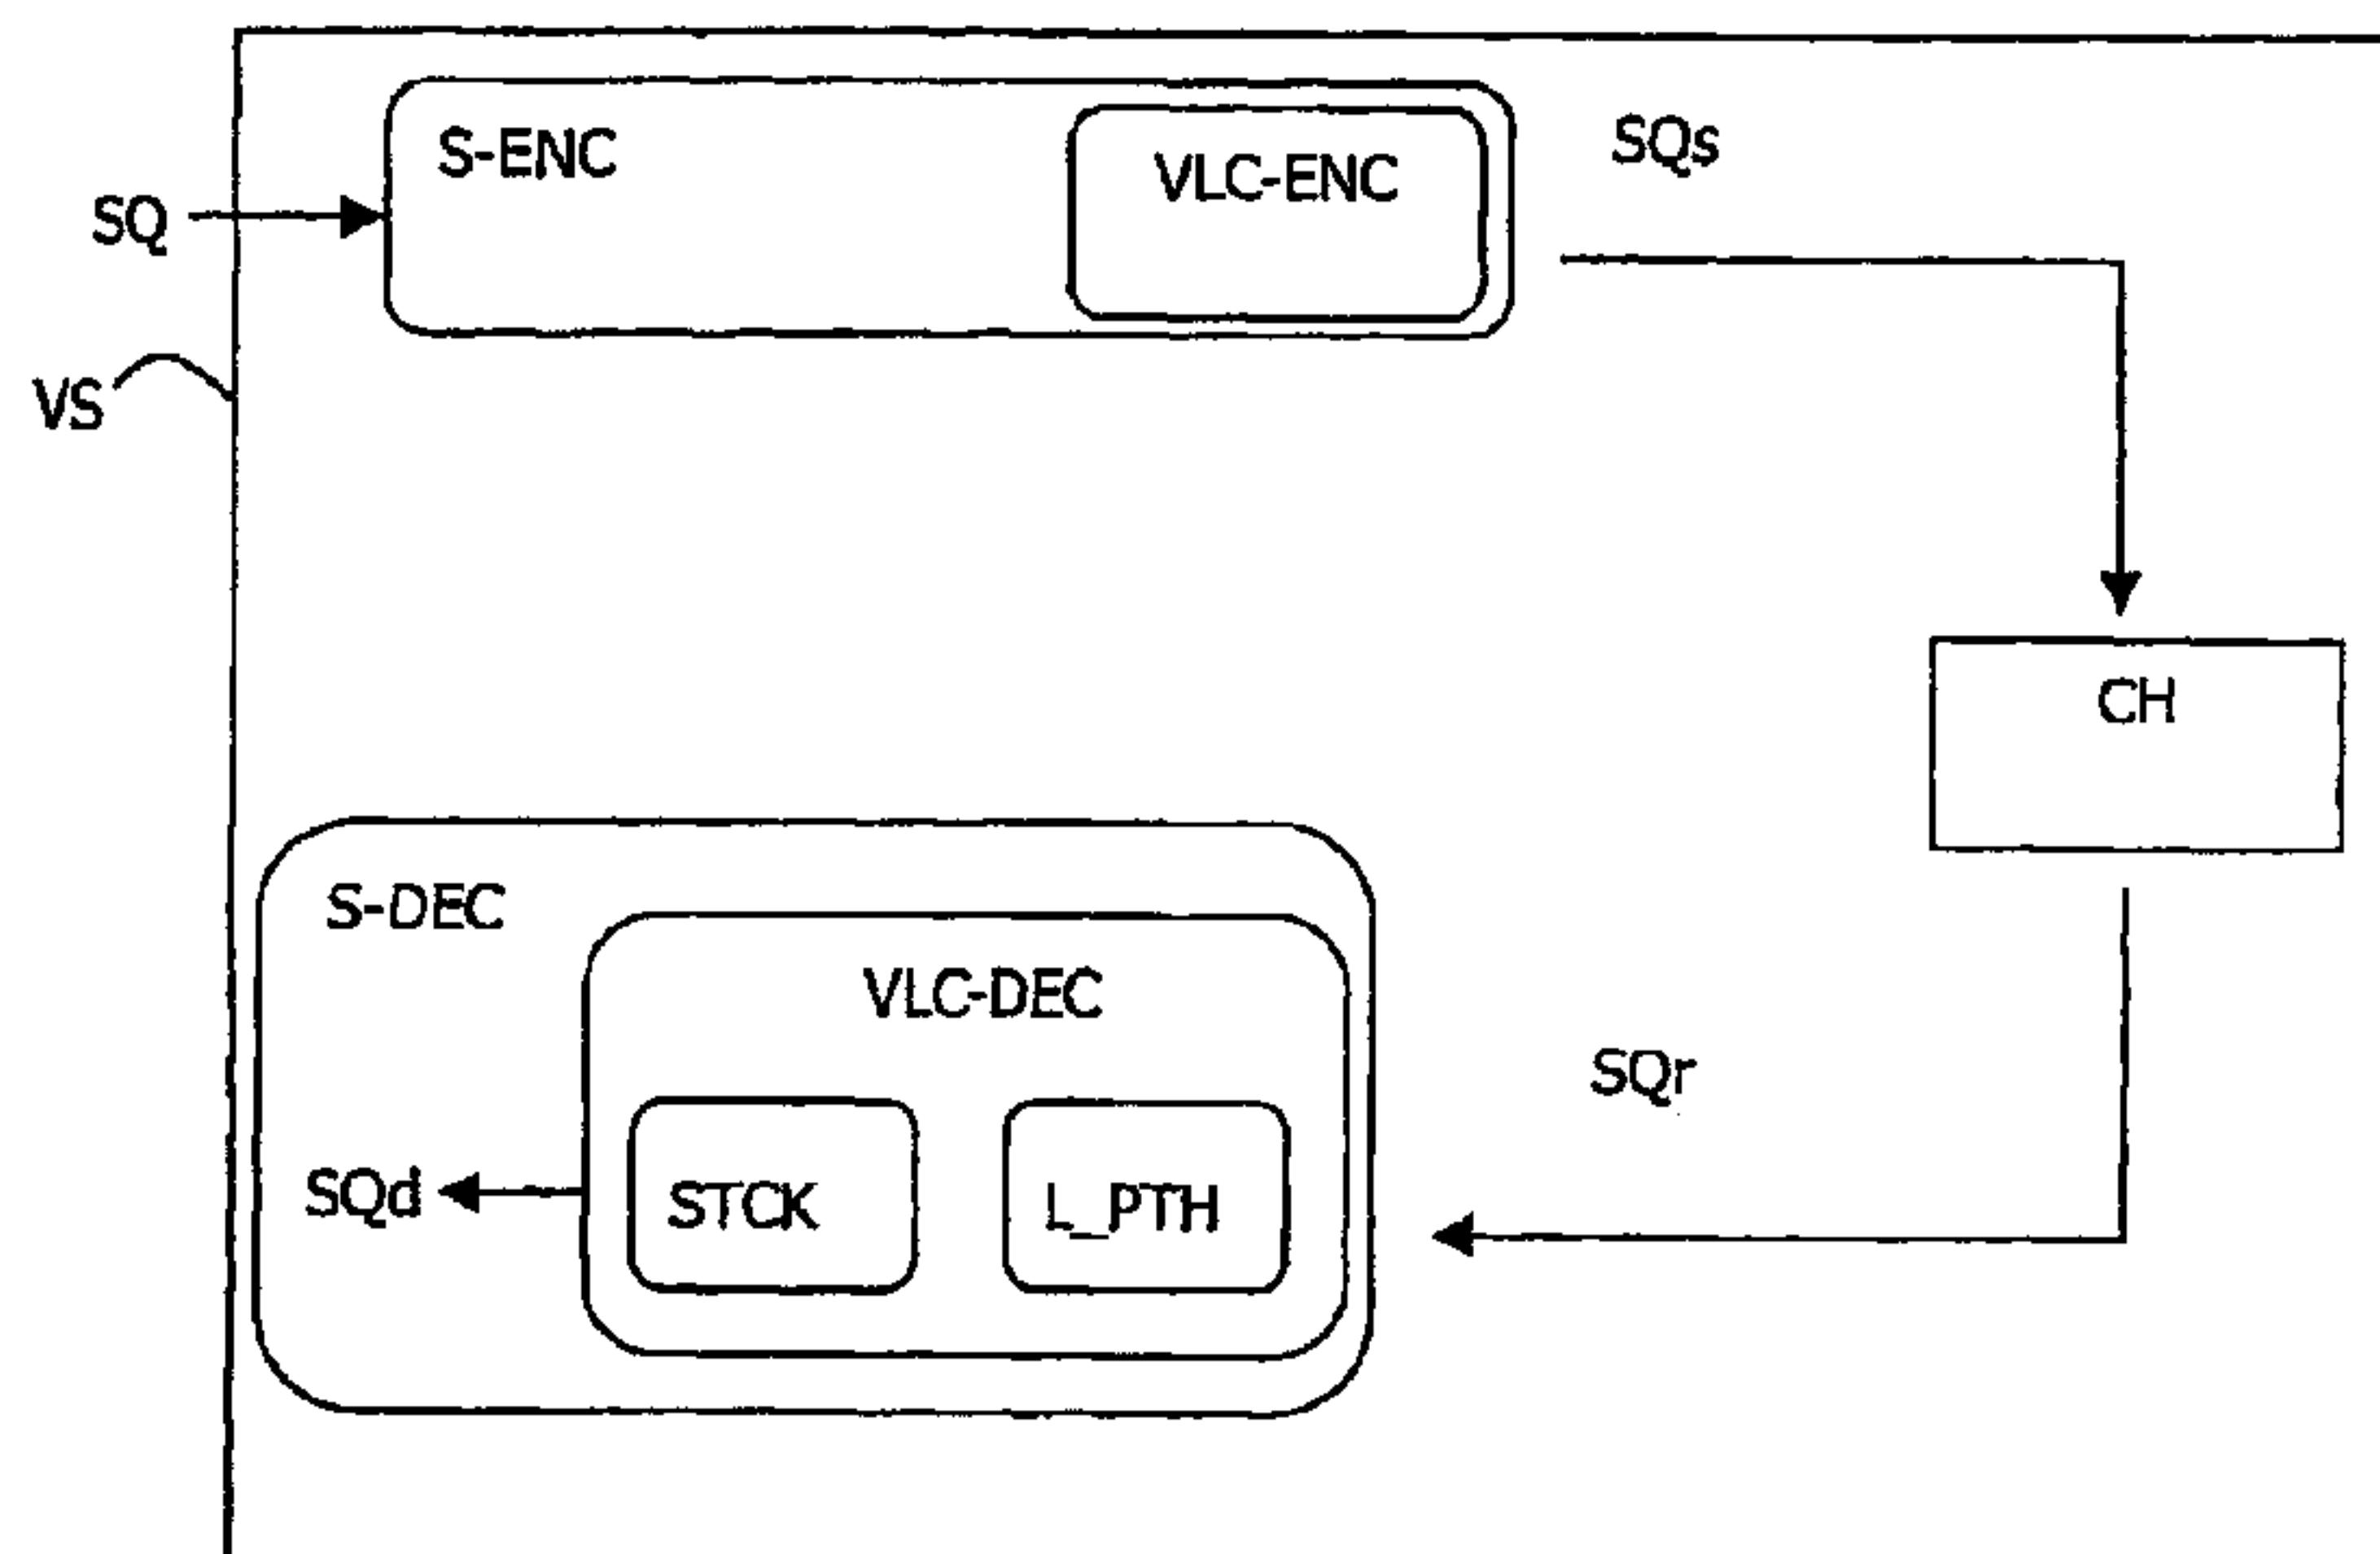 S-ENC
VLC-ENC
SQs
SQ
VS
CH
S-DEC
VLC-DEC
SQr
SQd
STCK
L_PTH